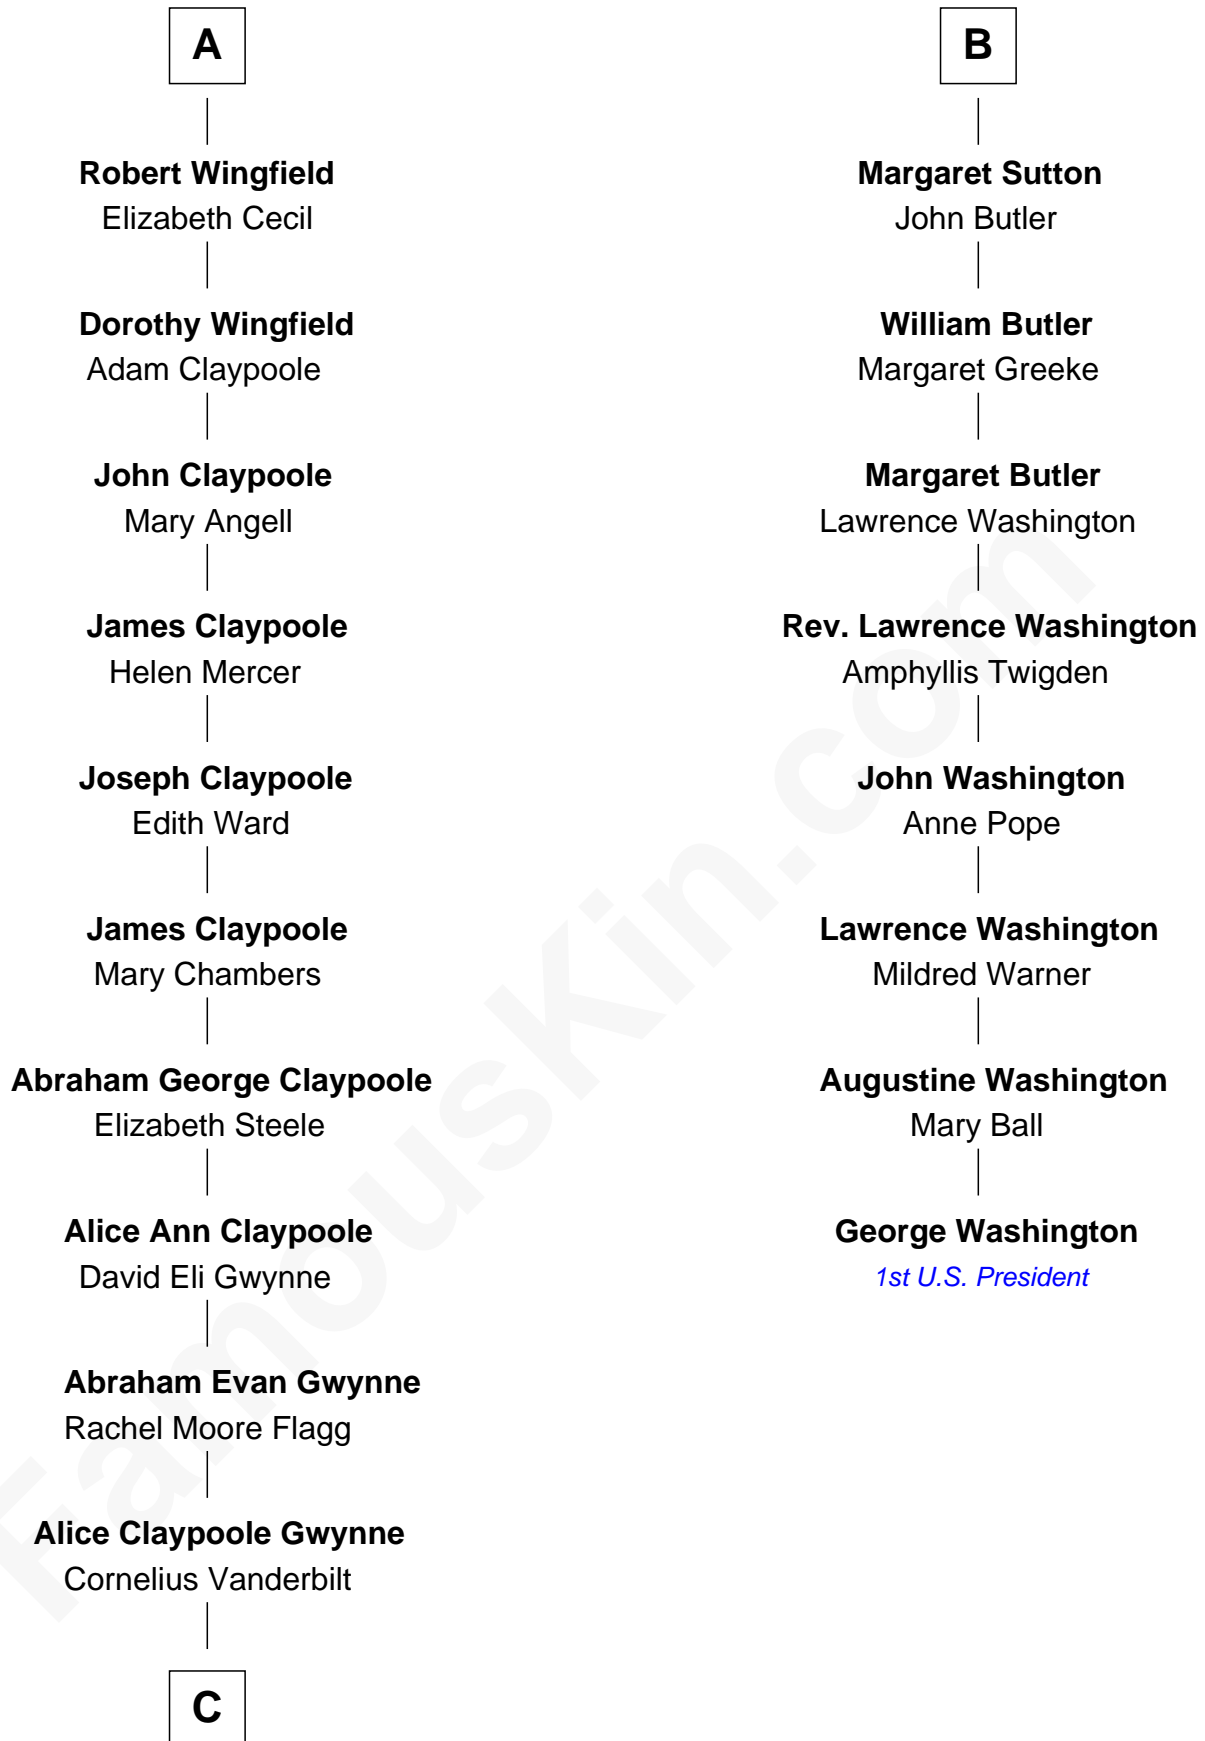 A
Robert Wingfield
Elizabeth Cecil
Dorothy Wingfield
Adam Claypoole
John Claypoole
Mary Angell
James Claypoole
Helen Mercer
Joseph Claypoole
Edith Ward
James Claypoole
Mary Chambers
Abraham George Claypoole
Elizabeth Steele
Alice Ann Claypoole
David Eli Gwynne
Abraham Evan Gwynne
Rachel Moore Flagg
Alice Claypoole Gwynne
Cornelius Vanderbilt
C
B
Margaret Sutton
John Butler
William Butler
Margaret Greeke
Margaret Butler
Lawrence Washington
Rev. Lawrence Washington
Amphyllis Twigden
John Washington
Anne Pope
Lawrence Washington
Mildred Warner
Augustine Washington
Mary Ball
George Washington
1st U.S. President
FamousKin.com